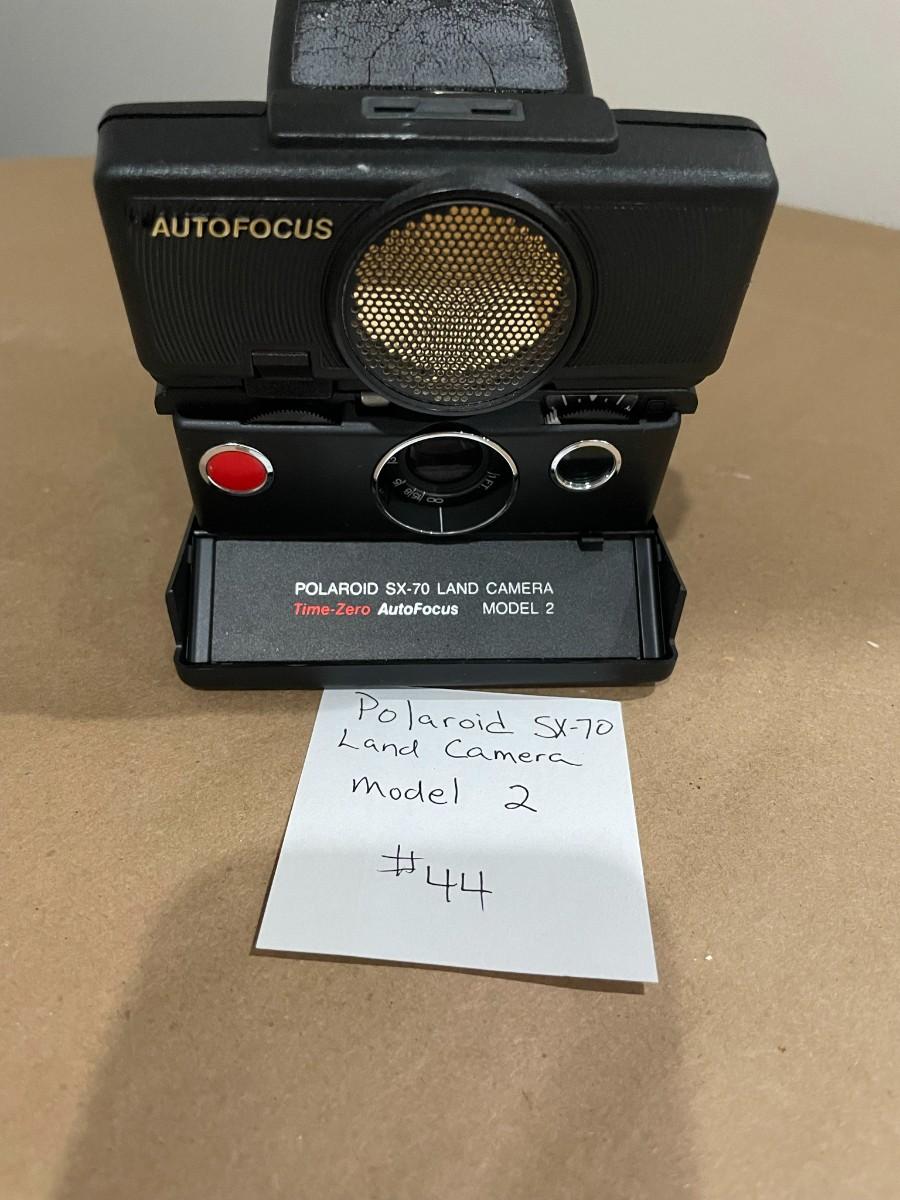 AUTOFOCUS
POLAROID SX-70 LAND CAMERA
Time-Zero AutoFocus MODEL 2
Polaroid SX-70
Land Camera
Model 2
#44